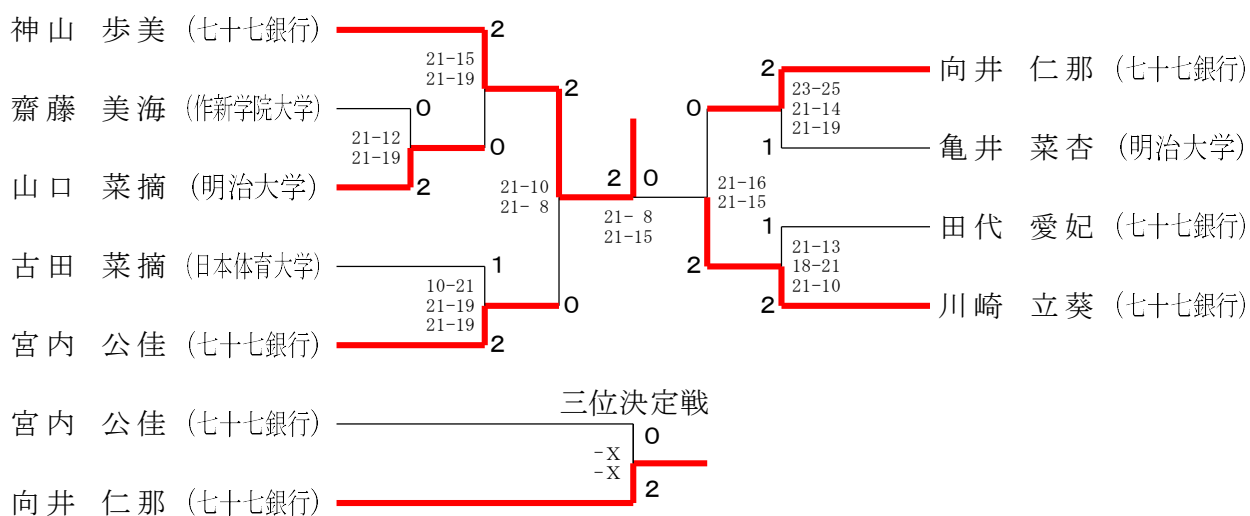 神山 歩美 (七十七銀行)
2
21-15
21-19
2
齋藤 美海 (作新学院大学)
0
21-12
21-19
0
山口 菜摘 (明治大学)
2
21-10
21- 8
古田 菜摘 (日本体育大学)
1
10-21
21-19
21-19
0
宮内 公佳 (七十七銀行)
2
2 0
21- 8
21-15
2 向井 仁那 (七十七銀行)
0
23-25
21-14
21-19
1 亀井 菜杏 (明治大学)
21-16
21-15
1 田代 愛妃 (七十七銀行)
2
21-13
18-21
21-10
2 川崎 立葵 (七十七銀行)
三位決定戦
宮内 公佳 (七十七銀行)
0
-X
-X
2
向井 仁那 (七十七銀行)